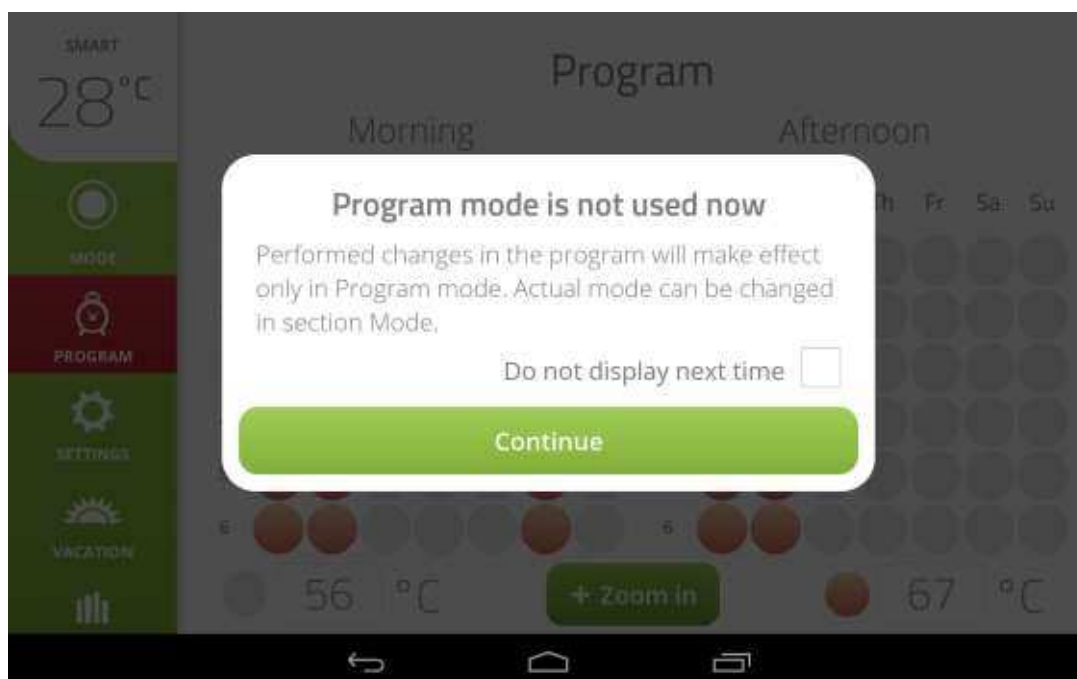 SMART
28°C
Program
Morning
Afternoon
Program mode is not used now
Th Fr Sa Su
MODE
Performed changes in the program will make effect
only in Program mode. Actual mode can be changed
in section Mode.
PROGRAM
Do not display next time
Continue
SETTINGS
6
6
VACATION
56 °C
+ Zoom in
67 °C